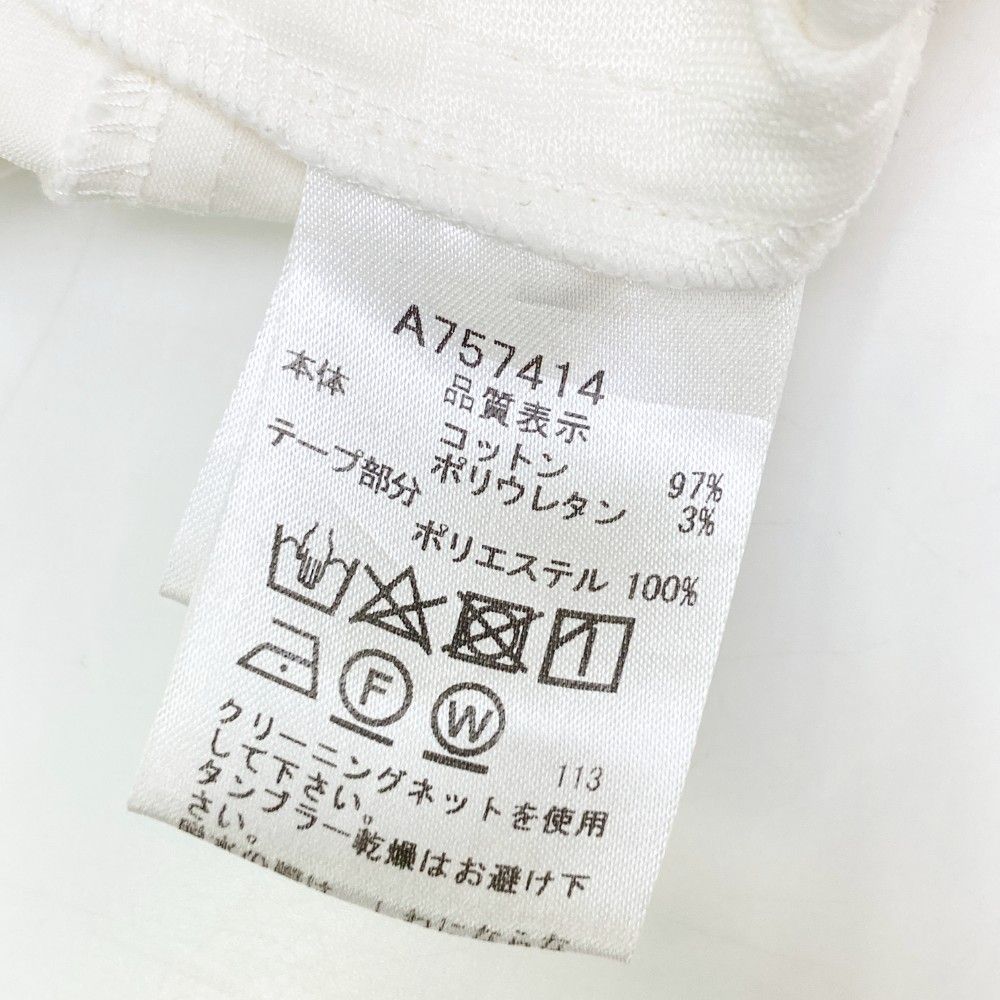 A757414
品質表示
本体 コットン 97%
ポリウレタン 3%
テープ部分
ポリエステル 100%
F W
113
クリーニングネットを使用
して下さい。
タンブラー乾燥はお避け下
さい。